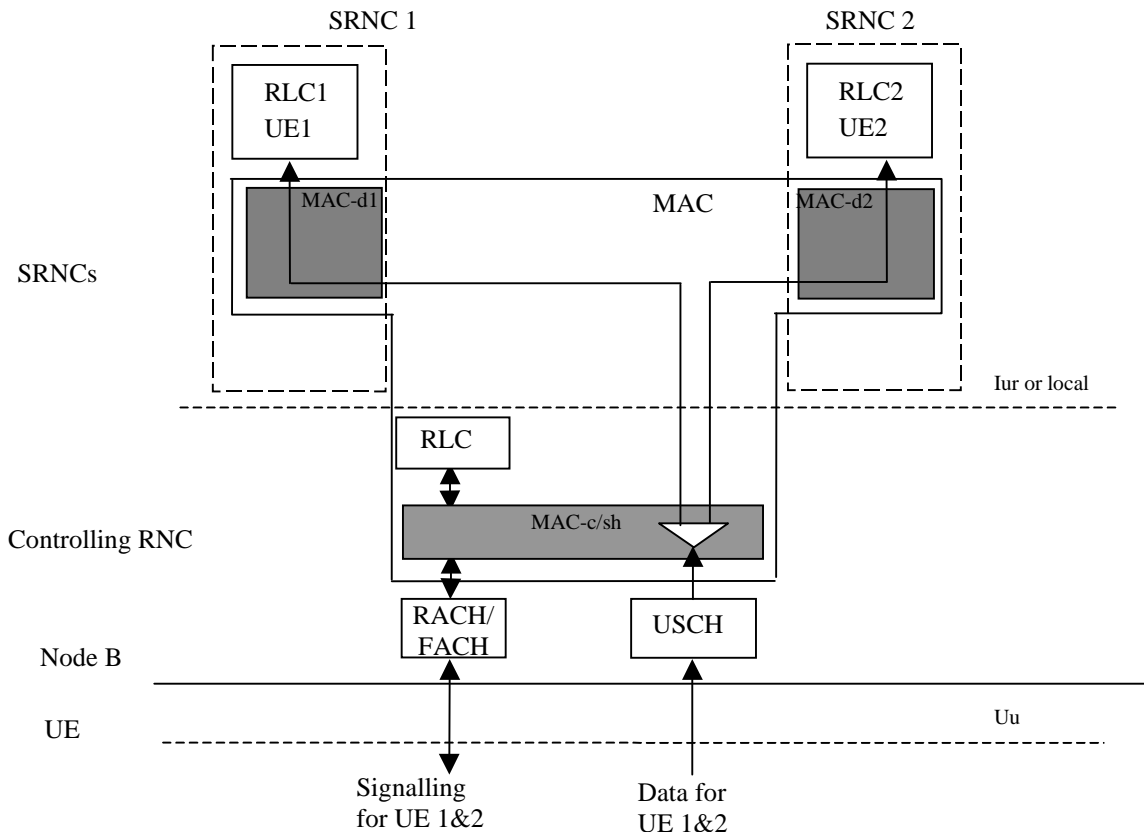 SRNC 1
SRNC 2
RLC1
UE1
RLC2
UE2
MAC-d1
MAC
MAC-d2
SRNCs
Iur or local
RLC
MAC-c/sh
Controlling RNC
RACH/
FACH
USCH
Node B
UE
Uu
Signalling
for UE 1&2
Data for
UE 1&2